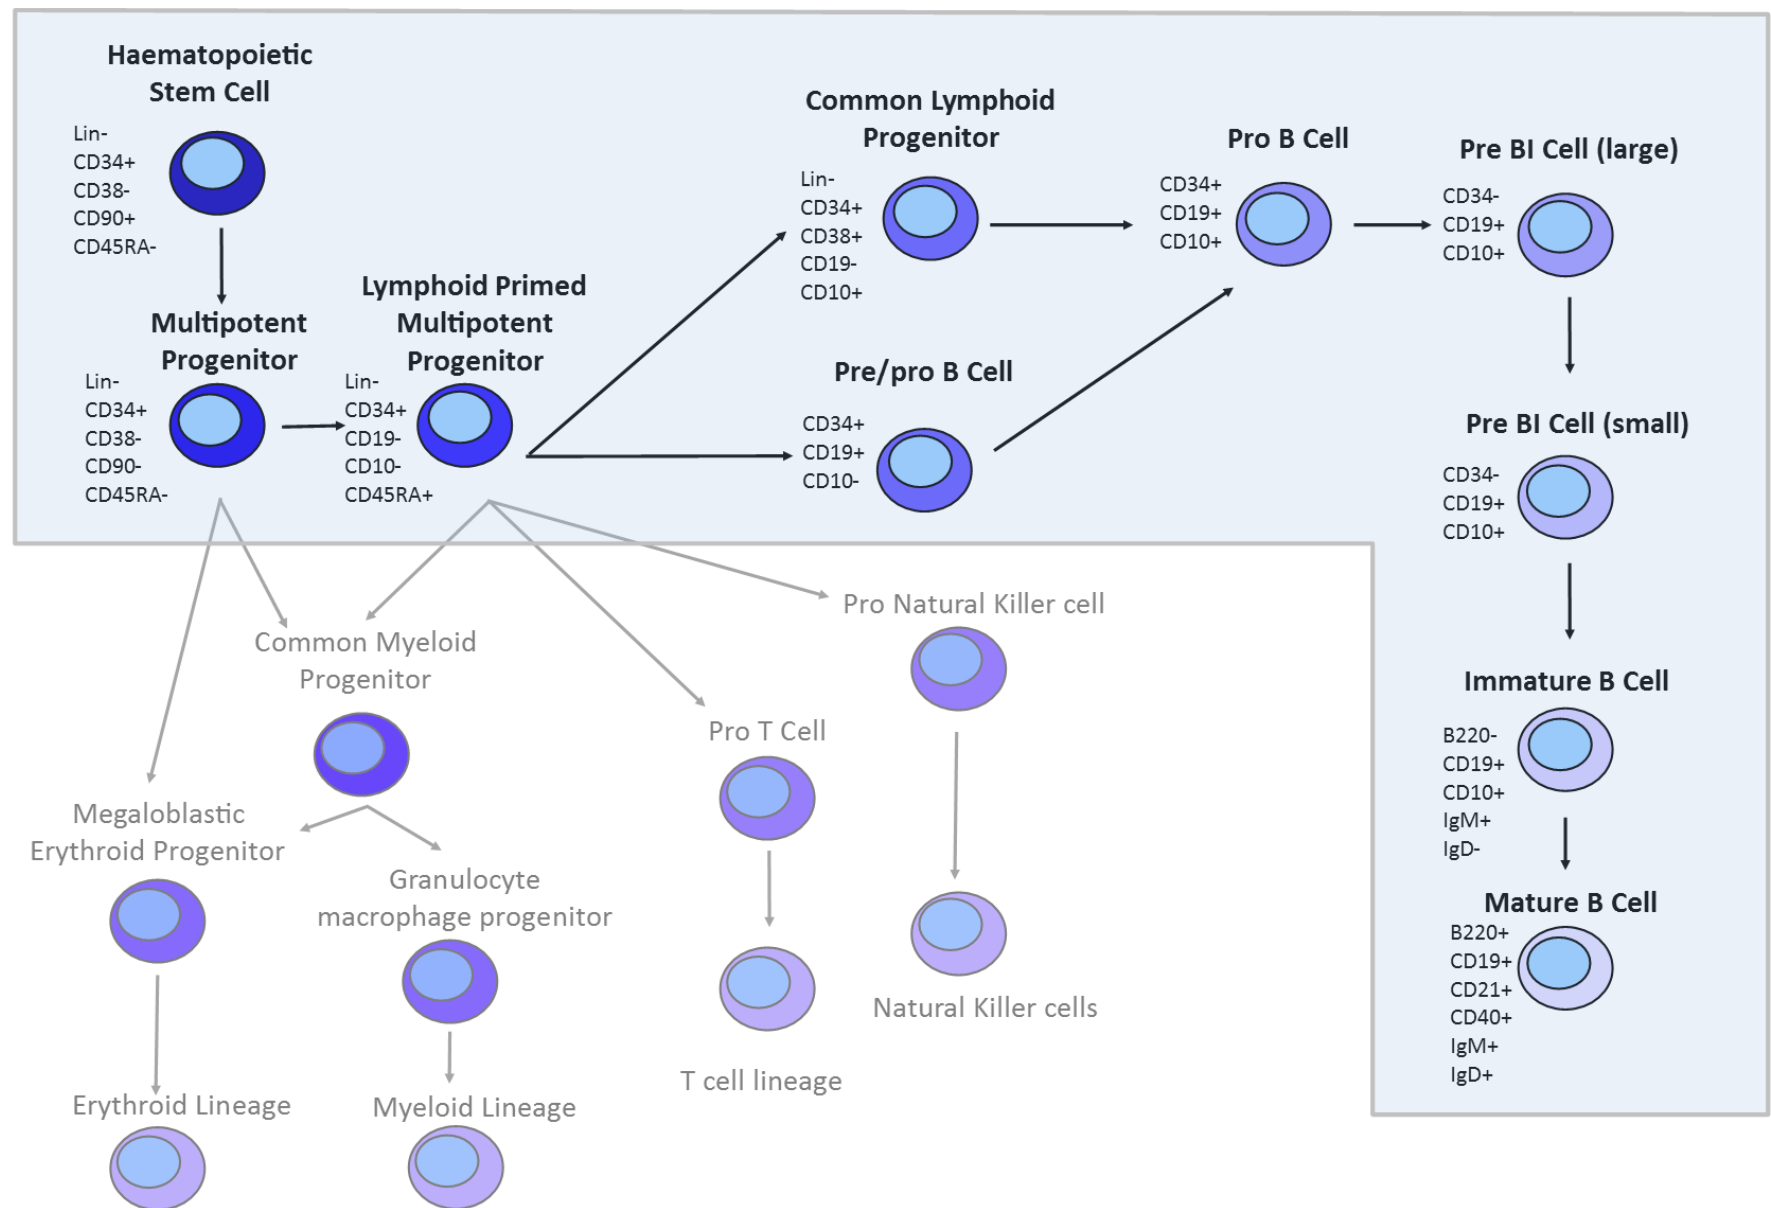 Haematopoietic
Stem Cell
Lin-
CD34+
CD38-
CD90+
CD45RA-
Multipotent
Progenitor
Lin-
CD34+
CD38-
CD90-
CD45RA-
Lymphoid Primed
Multipotent
Progenitor
Lin-
CD34+
CD19-
CD10-
CD45RA+
Common Lymphoid
Progenitor
Lin-
CD34+
CD38+
CD19-
CD10+
Pre/pro B Cell
CD34+
CD19+
CD10-
Pro B Cell
CD34+
CD19+
CD10+
Pre BI Cell (large)
CD34-
CD19+
CD10+
Pre BI Cell (small)
CD34-
CD19+
CD10+
Immature B Cell
B220-
CD19+
CD10+
IgM+
IgD-
Mature B Cell
B220+
CD19+
CD21+
CD40+
IgM+
IgD+
Common Myeloid
Progenitor
Megaloblastic
Erythroid Progenitor
Granulocyte
macrophage progenitor
Erythroid Lineage
Myeloid Lineage
Pro T Cell
T cell lineage
Pro Natural Killer cell
Natural Killer cells